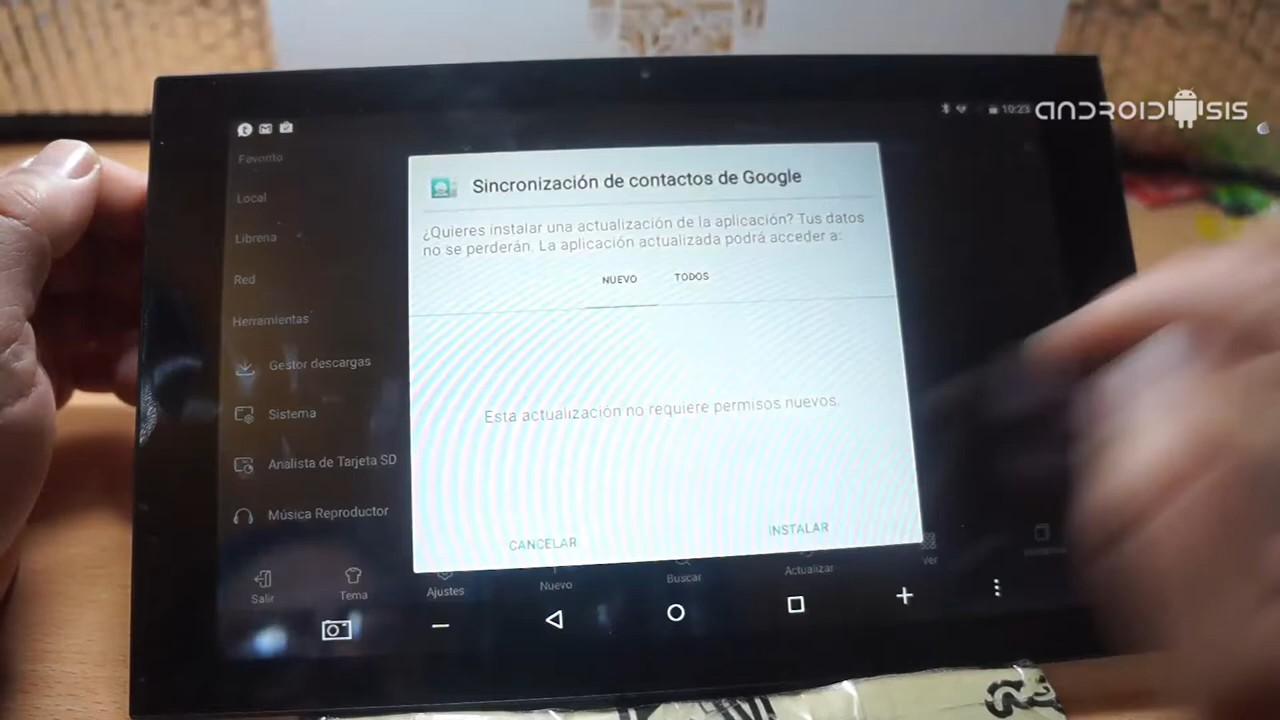 10:23
ANDROIDSIS
Favorito
Local
Librería
Red
Herramientas
Gestor descargas
Sistema
Analista de Tarjeta SD
Música Reproductor
Sincronización de contactos de Google
¿Quieres instalar una actualización de la aplicación? Tus datos
no se perderán. La aplicación actualizada podrá acceder a:
NUEVO
TODOS
Esta actualización no requiere permisos nuevos.
CANCELAR
INSTALAR
Salir
Tema
Ajustes
Nuevo
Buscar
Actualizar
Ver